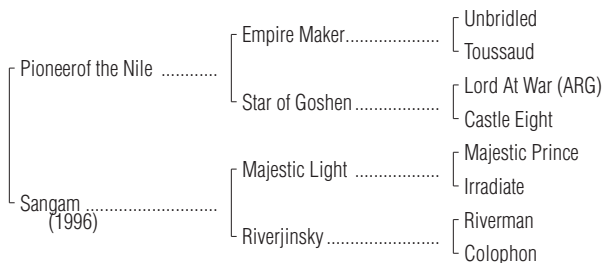 Unbridled
Empire Maker.....................
Toussaud
Pioneerof the Nile ............
Lord At War (ARG)
Star of Goshen...................
Castle Eight
Majestic Prince
Majestic Light ...................
Irradiate
Sangam .............................
(1996)
Riverman
Riverjinsky.........................
Colophon